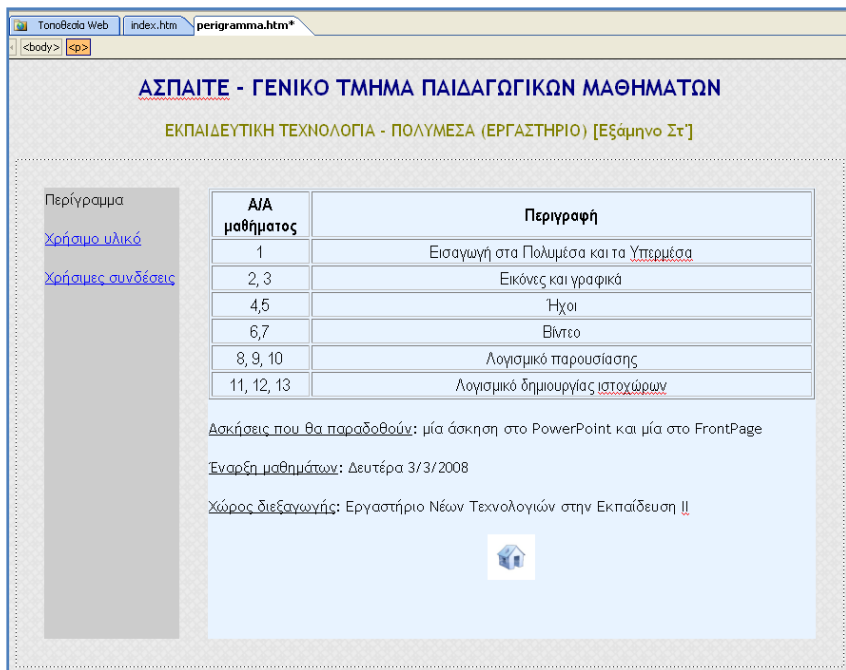 Τοποθεσία Web index.htm perigramma.htm*
<body> <p>
ΑΣΠΑΙΤΕ - ΓΕΝΙΚΟ ΤΜΗΜΑ ΠΑΙΔΑΓΩΓΙΚΩΝ ΜΑΘΗΜΑΤΩΝ
ΕΚΠΑΙΔΕΥΤΙΚΗ ΤΕΧΝΟΛΟΓΙΑ - ΠΟΛΥΜΕΣΑ (ΕΡΓΑΣΤΗΡΙΟ) [Εξάμηνο Στ']
Περίγραμμα
Χρήσιμο υλικό
Χρήσιμες συνδέσεις
Α/Α μαθήματος Περιγραφή
1 Εισαγωγή στα Πολυμέσα και τα Υπερμέσα
2, 3 Εικόνες και γραφικά
4,5 Ήχοι
6,7 Βίντεο
8, 9, 10 Λογισμικό παρουσίασης
11, 12, 13 Λογισμικό δημιουργίας ιστοχώρων
Ασκήσεις που θα παραδοθούν: μία άσκηση στο PowerPoint και μία στο FrontPage
Έναρξη μαθημάτων: Δευτέρα 3/3/2008
Χώρος διεξαγωγής: Εργαστήριο Νέων Τεχνολογιών στην Εκπαίδευση ΙΙ